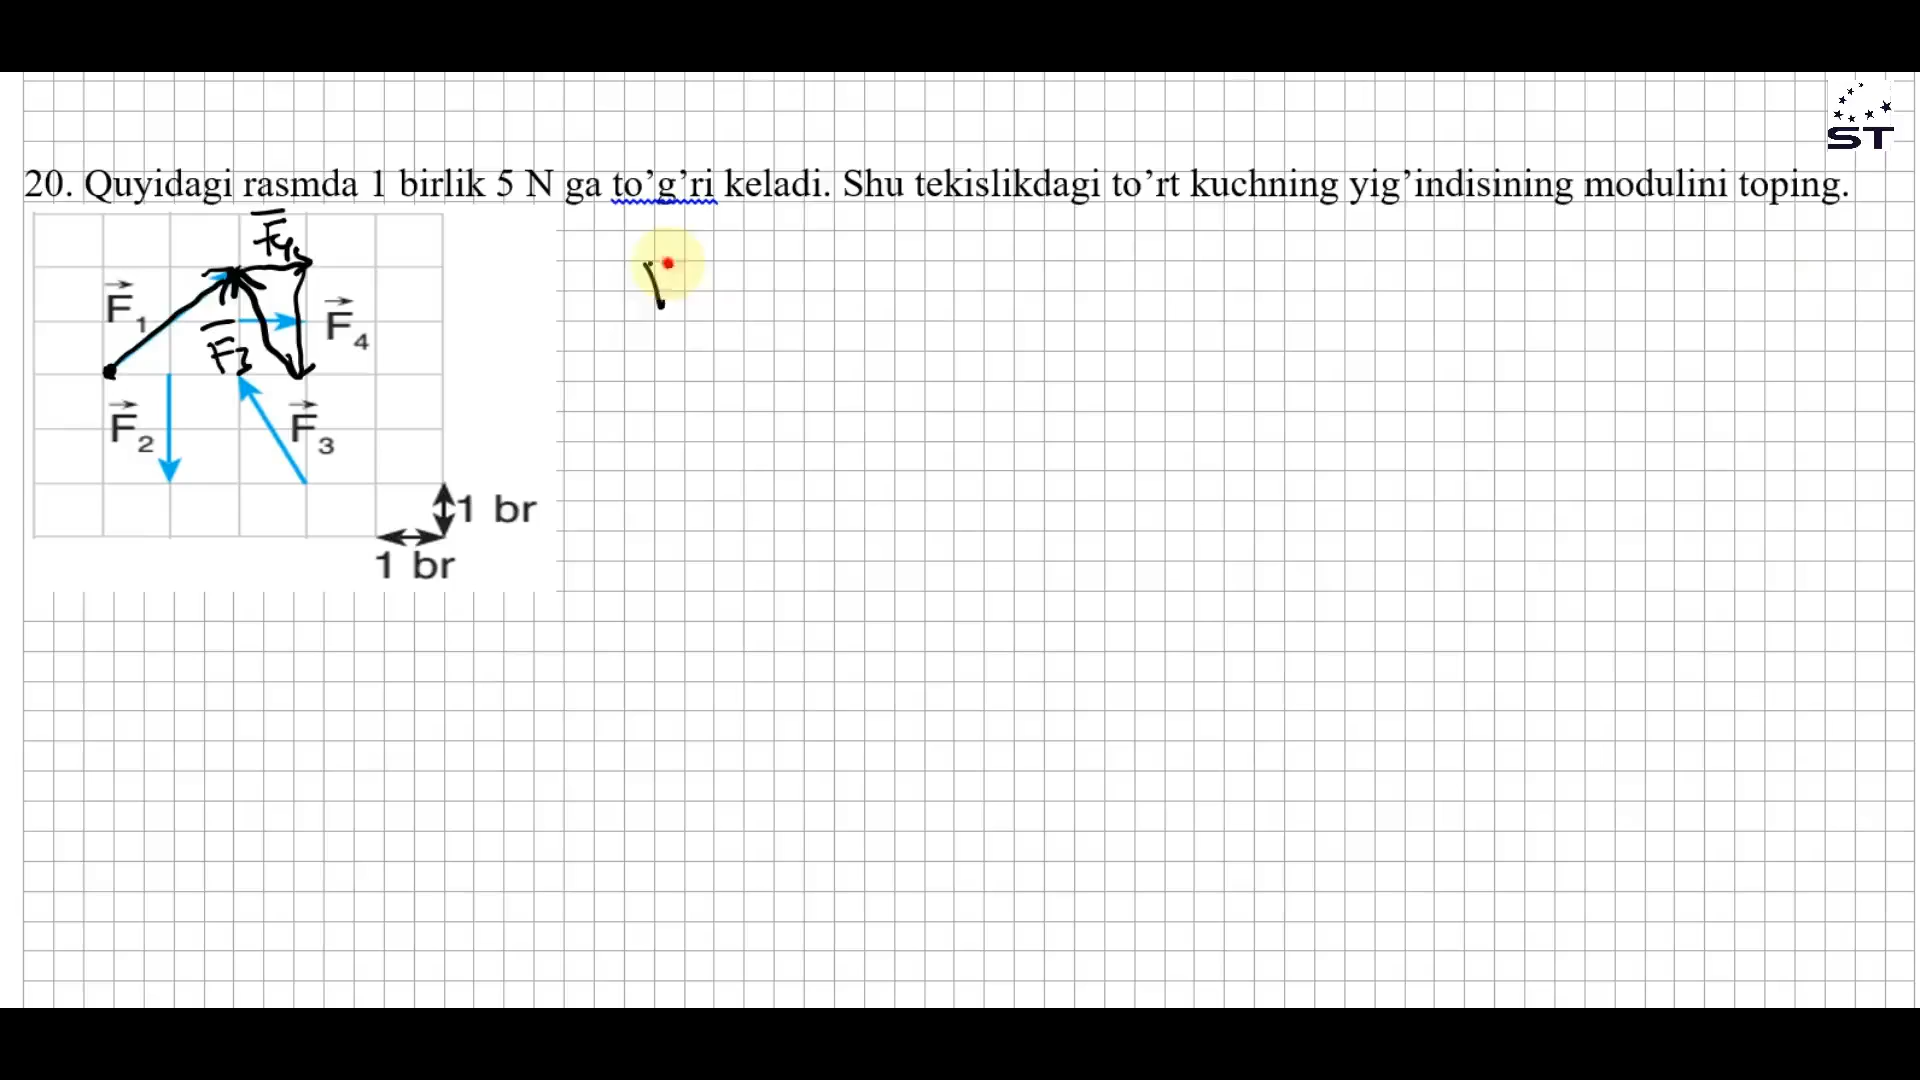 ST
20. Quyidagi rasmda 1 birlik 5 N ga to’g’ri keladi. Shu tekislikdagi to’rt kuchning yig’indisining modulini toping.
F4
F1
F4
F3
F2
F3
1 br
1 br